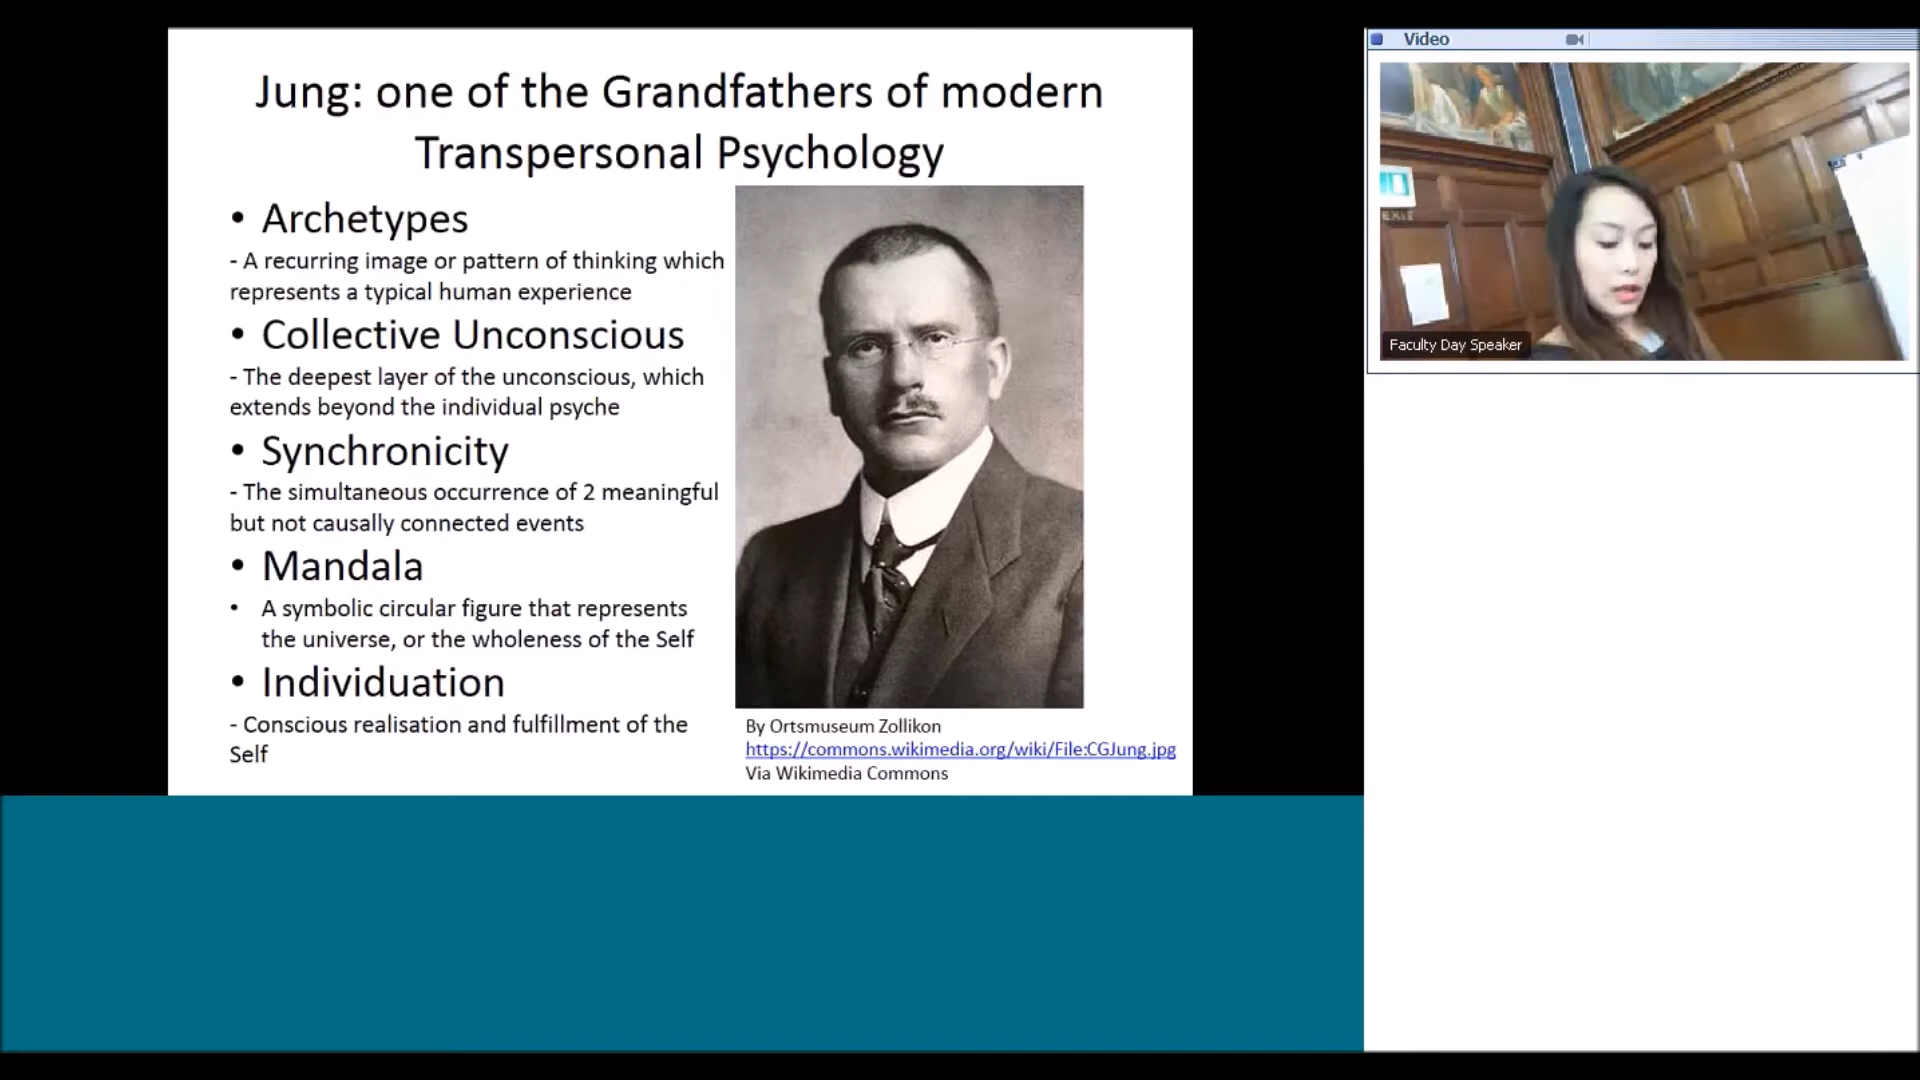 Jung: one of the Grandfathers of modern
Transpersonal Psychology
• Archetypes
- A recurring image or pattern of thinking which
represents a typical human experience
• Collective Unconscious
- The deepest layer of the unconscious, which
extends beyond the individual psyche
• Synchronicity
- The simultaneous occurrence of 2 meaningful
but not causally connected events
• Mandala
• A symbolic circular figure that represents
the universe, or the wholeness of the Self
• Individuation
- Conscious realisation and fulfillment of the
Self
By Ortsmuseum Zollikon
https://commons.wikimedia.org/wiki/File:CGJung.jpg
Via Wikimedia Commons
Video
EXIT
Faculty Day Speaker